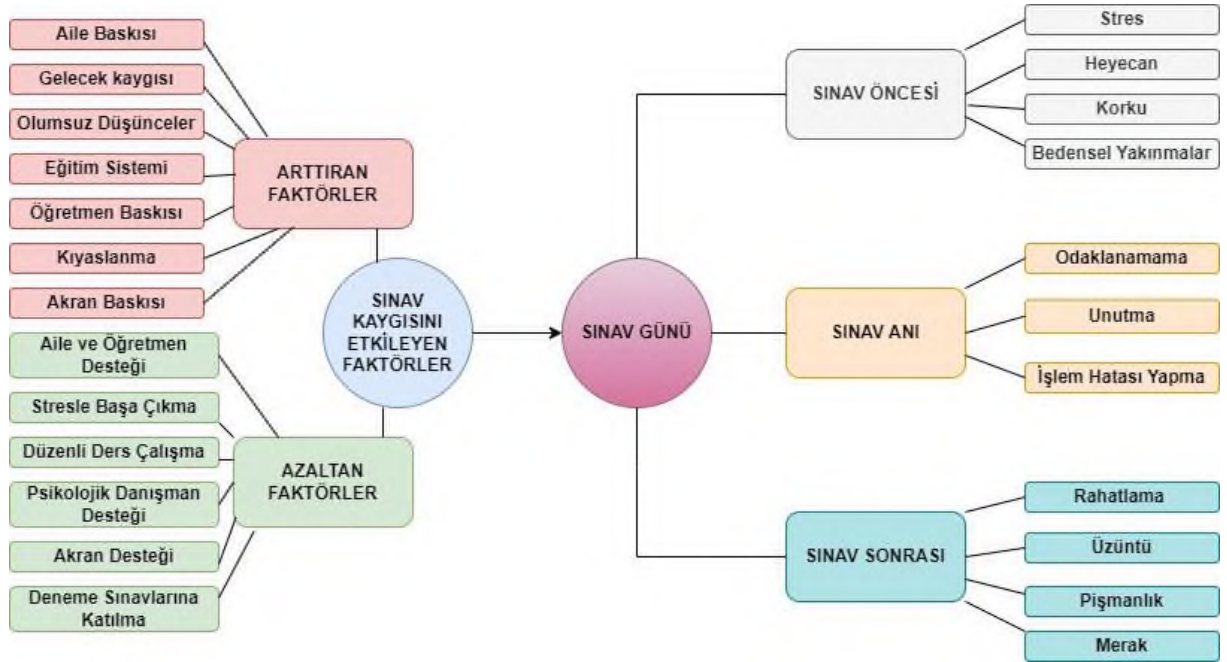 Aile Baskısı
Gelecek kaygısı
Olumsuz Düşünceler
Eğitim Sistemi
Öğretmen Baskısı
Kıyaslanma
Akran Baskısı
ARTTIRAN
FAKTÖRLER
Aile ve Öğretmen
Desteği
Stresle Başa Çıkma
Düzenli Ders Çalışma
Psikolojik Danışman
Desteği
Akran Desteği
Deneme Sınavlarına
Katılma
AZALTAN
FAKTÖRLER
SINAV
KAYGISINI
ETKİLEYEN
FAKTÖRLER
SINAV GÜNÜ
SINAV ÖNCESİ
Stres
Heyecan
Korku
Bedensel Yakınmalar
SINAV ANI
Odaklanamama
Unutma
İşlem Hatası Yapma
SINAV SONRASI
Rahatlama
Üzüntü
Pişmanlık
Merak